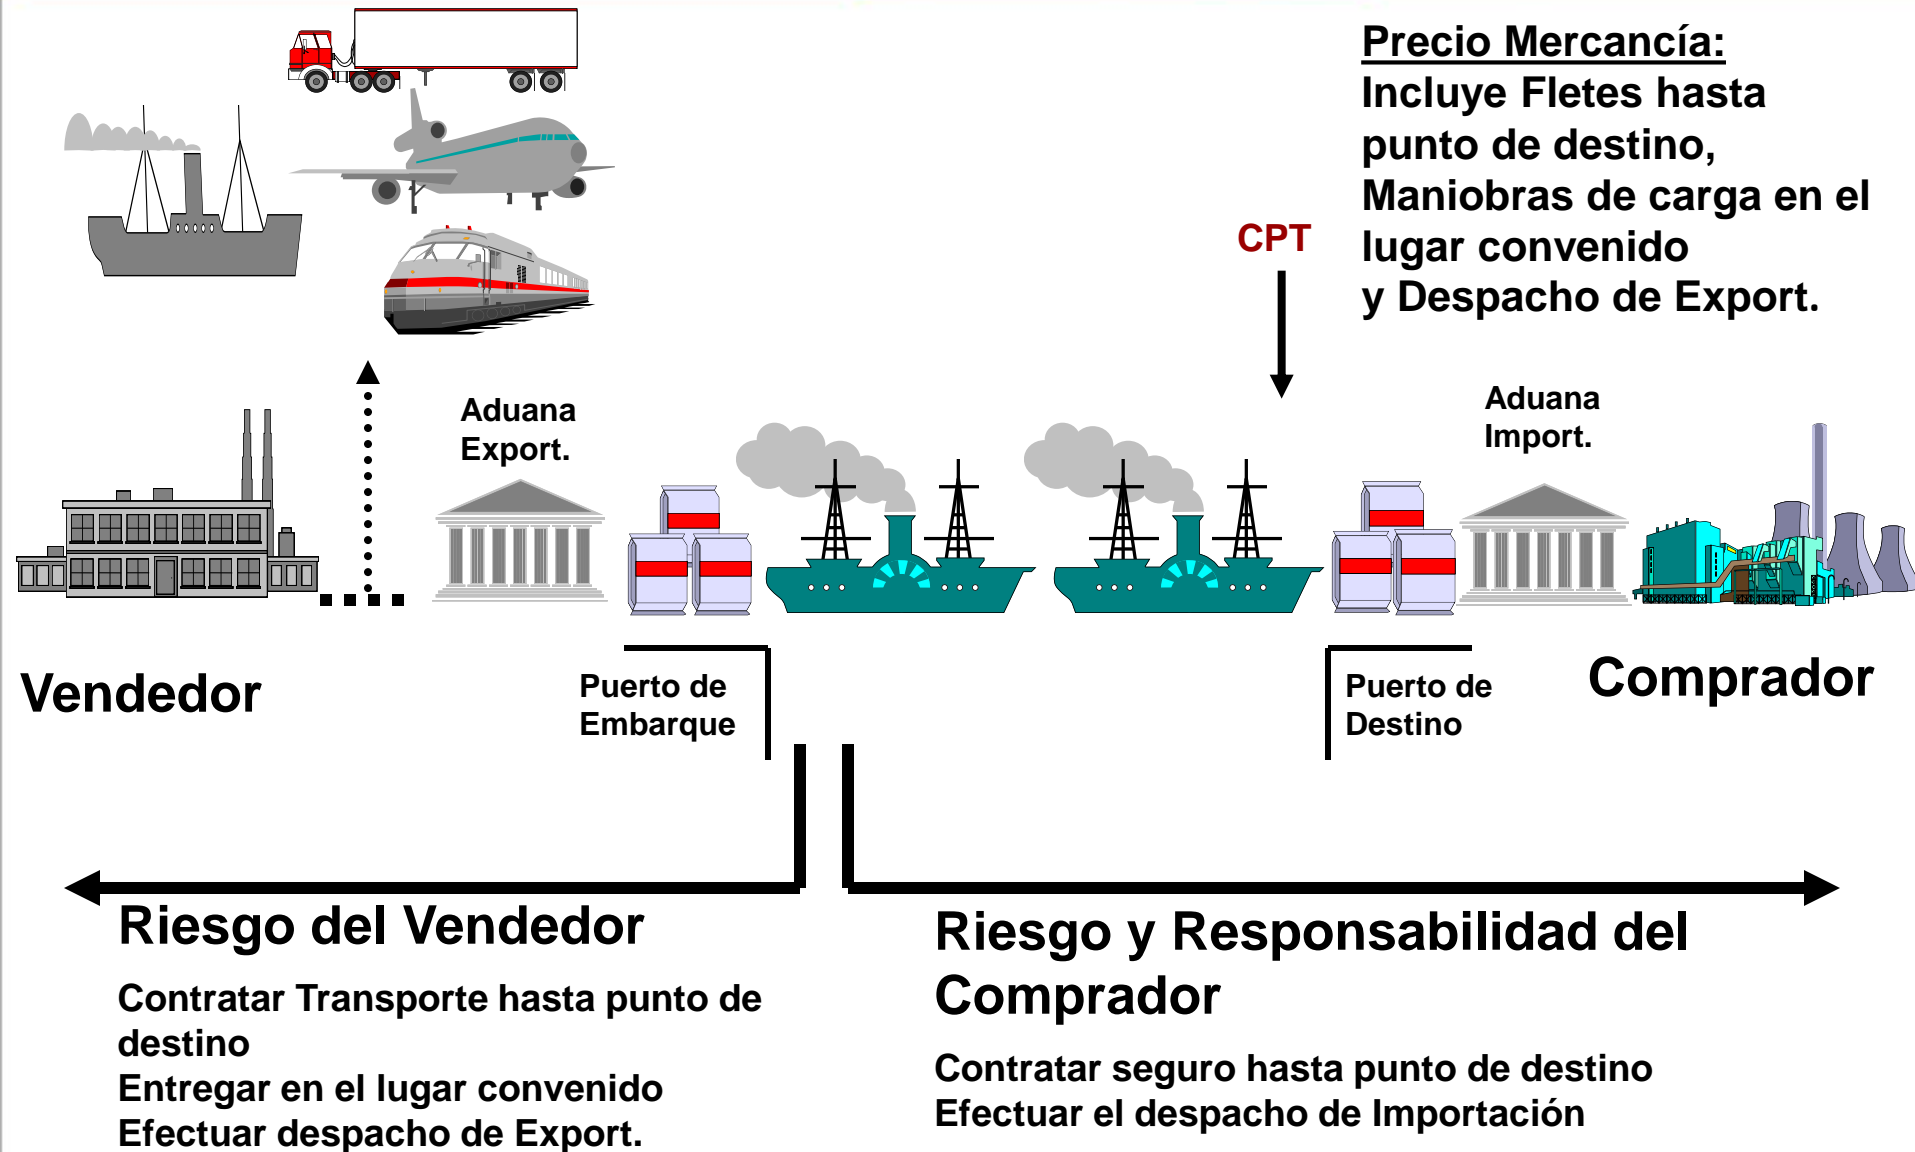 Precio Mercancía:
Incluye Fletes hasta
punto de destino,
Maniobras de carga en el
lugar convenido
y Despacho de Export.
CPT
Aduana
Export.
Aduana
Import.
Vendedor
Puerto de
Embarque
Puerto de
Destino
Comprador
Riesgo del Vendedor
Contratar Transporte hasta punto de
destino
Entregar en el lugar convenido
Efectuar despacho de Export.
Riesgo y Responsabilidad del
Comprador
Contratar seguro hasta punto de destino
Efectuar el despacho de Importación